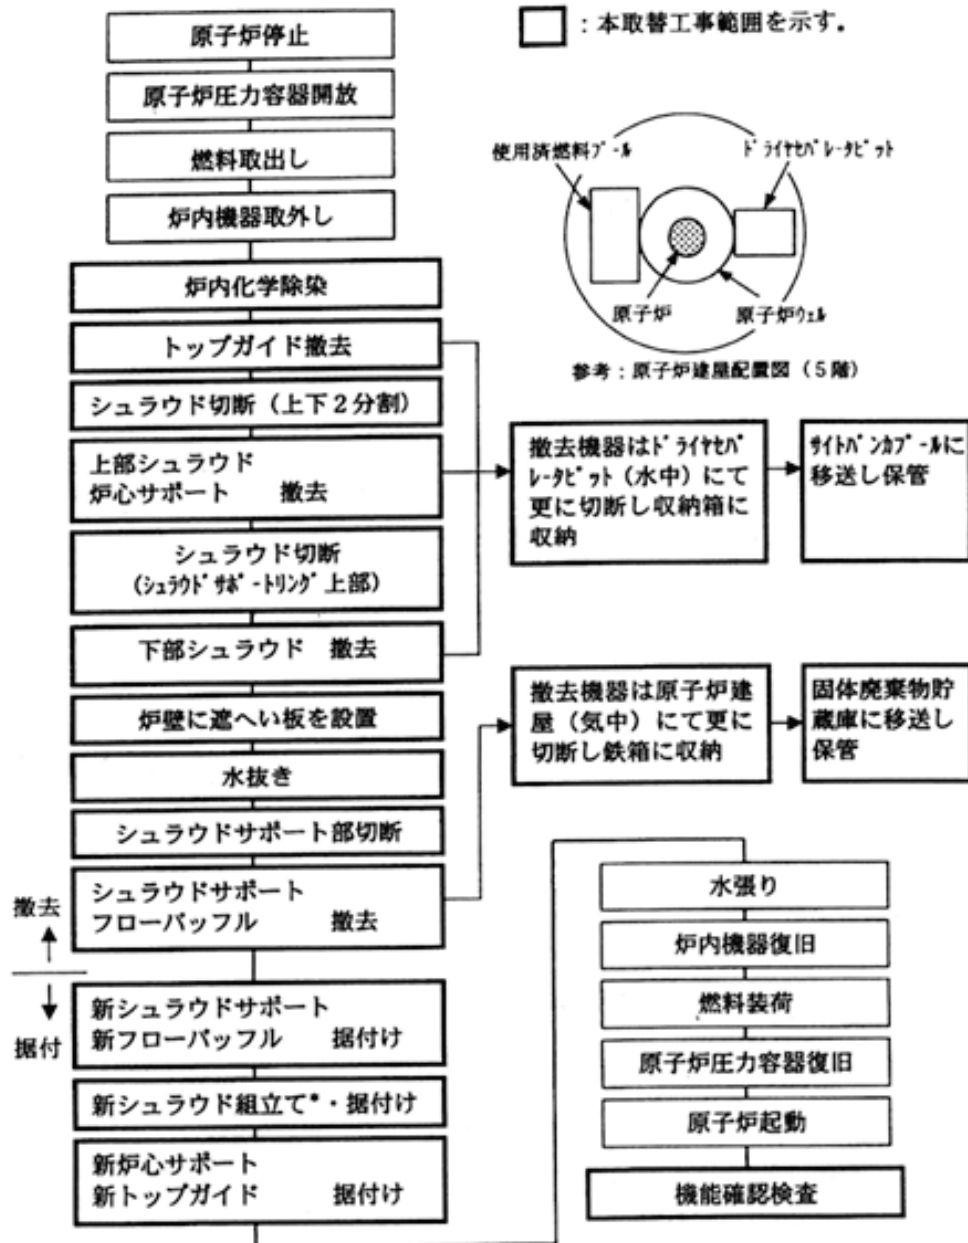 原子炉停止
原子炉圧力容器開放
燃料取出し
炉内機器取外し
炉内化学除染
トップガイド撤去
シュラウド切断（上下２分割）
上部シュラウド
炉心サポート　　撤去
シュラウド切断
（ｼｭﾗｳﾄﾞｻﾎﾟｰﾄﾘﾝｸﾞ上部）
下部シュラウド　撤去
炉壁に遮へい板を設置
水抜き
シュラウドサポート部切断
シュラウドサポート
フローバッフル　　　撤去
撤去
↑
↓
据付
新シュラウドサポート
新フローバッフル　　据付け
新シュラウド組立て*・据付け
新炉心サポート
新トップガイド　　　据付け
：本取替工事範囲を示す。
使用済燃料ﾌﾟｰﾙ
ﾄﾞﾗｲﾔｾﾊﾟﾚｰﾀﾋﾟｯﾄ
原子炉
原子炉ｳｪﾙ
参考：原子炉建屋配置図（５階）
撤去機器はﾄﾞﾗｲﾔｾﾊﾟ
ﾚｰﾀﾋﾟｯﾄ（水中）にて
更に切断し収納箱に
収納
ｻｲﾄﾊﾞﾝｶﾌﾟｰﾙに
移送し保管
撤去機器は原子炉建
屋（気中）にて更に
切断し鉄箱に収納
固体廃棄物貯
蔵庫に移送し
保管
水張り
炉内機器復旧
燃料装荷
原子炉圧力容器復旧
原子炉起動
機能確認検査